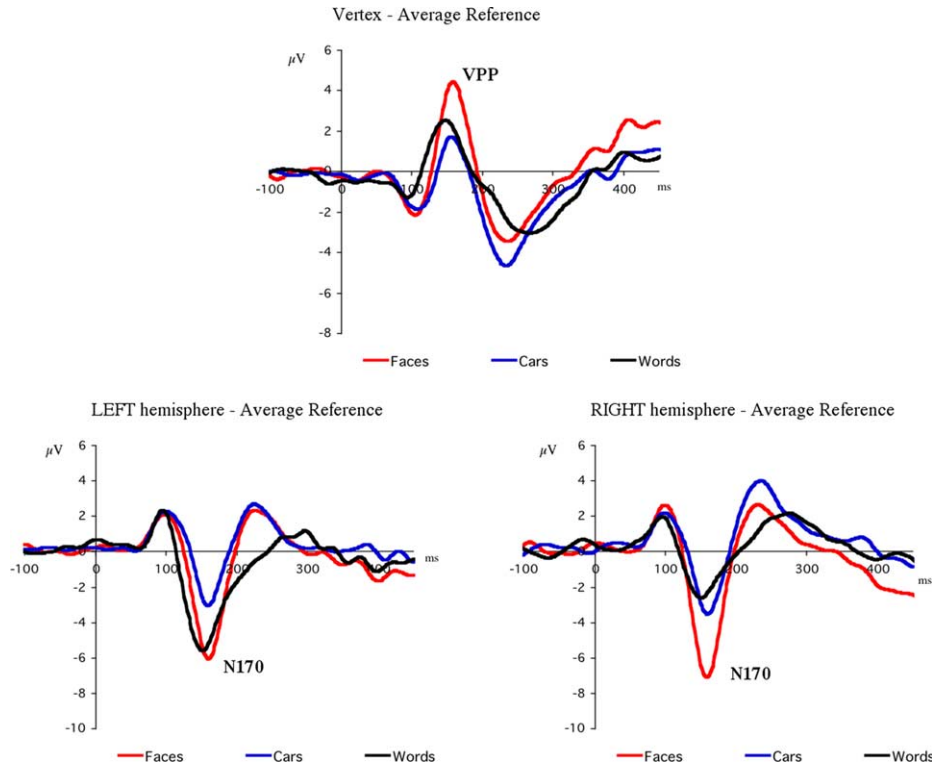 Vertex - Average Reference
µV
6
4
2
0
-2
-4
-6
-8
-100 0 100 200 300 400 ms
VPP
Faces Cars Words
LEFT hemisphere - Average Reference
µV
6
4
2
0
-2
-4
-6
-8
-10
-100 0 100 200 300 400 ms
N170
Faces Cars Words
RIGHT hemisphere - Average Reference
µV
6
4
2
0
-2
-4
-6
-8
-10
-100 0 100 200 300 400 ms
N170
Faces Cars Words